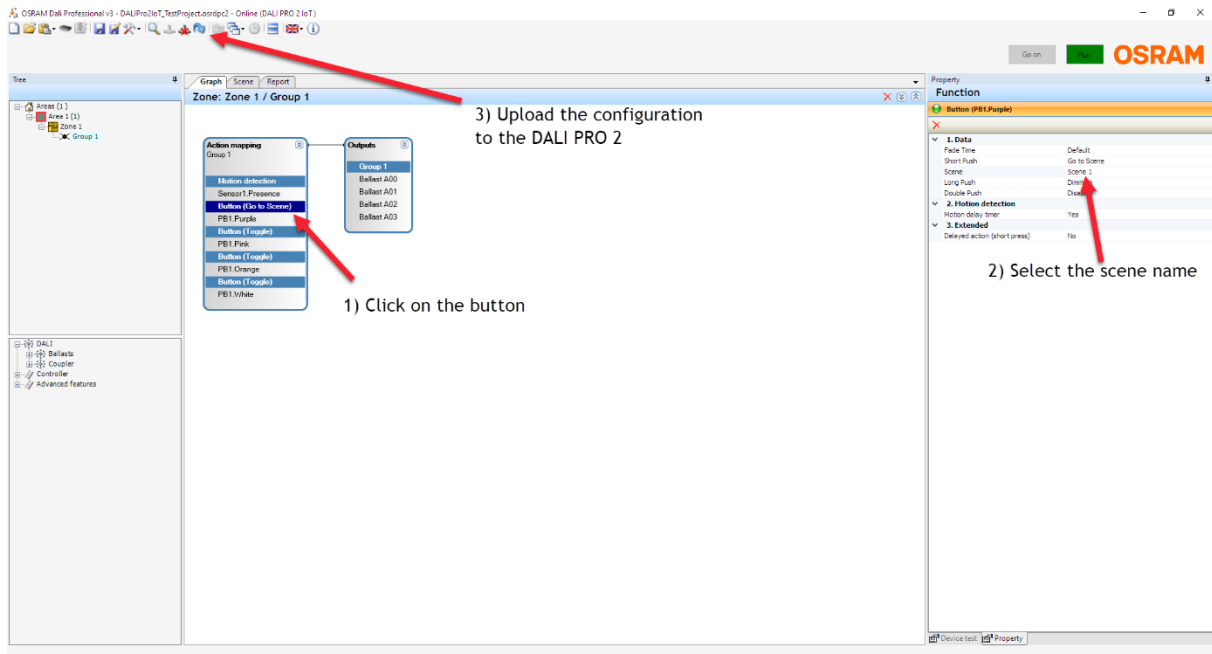 OSRAM Dali Professional v3 - DALIPro2IoT_TestProject.osrdpc2 - Online (DALI PRO 2 IoT)
Go on
Run
OSRAM
Tree
Graph
Scene
Report
Property
Zone: Zone 1 / Group 1
Function
Areas (1)
Area 1 (1)
Zone 1
Group 1
3) Upload the configuration
to the DALI PRO 2
Button (PB1.Purple)
Action mapping
Group 1
Motion detection
Sensor1.Presence
Button (Go to Scene)
PB1.Purple
Button (Toggle)
PB1.Pink
Button (Toggle)
PB1.Orange
Button (Toggle)
PB1.White
Outputs
Group 1
Ballast A00
Ballast A01
Ballast A02
Ballast A03
1. Data
Fade Time Default
Short Push Go to Scene
Scene Scene 1
Long Push
Double Push
2. Motion detection
Motion delay timer Yes
3. Extended
Delayed action (short press) No
2) Select the scene name
1) Click on the button
DALI
Ballasts
Coupler
Controller
Advanced features
Device test
Property